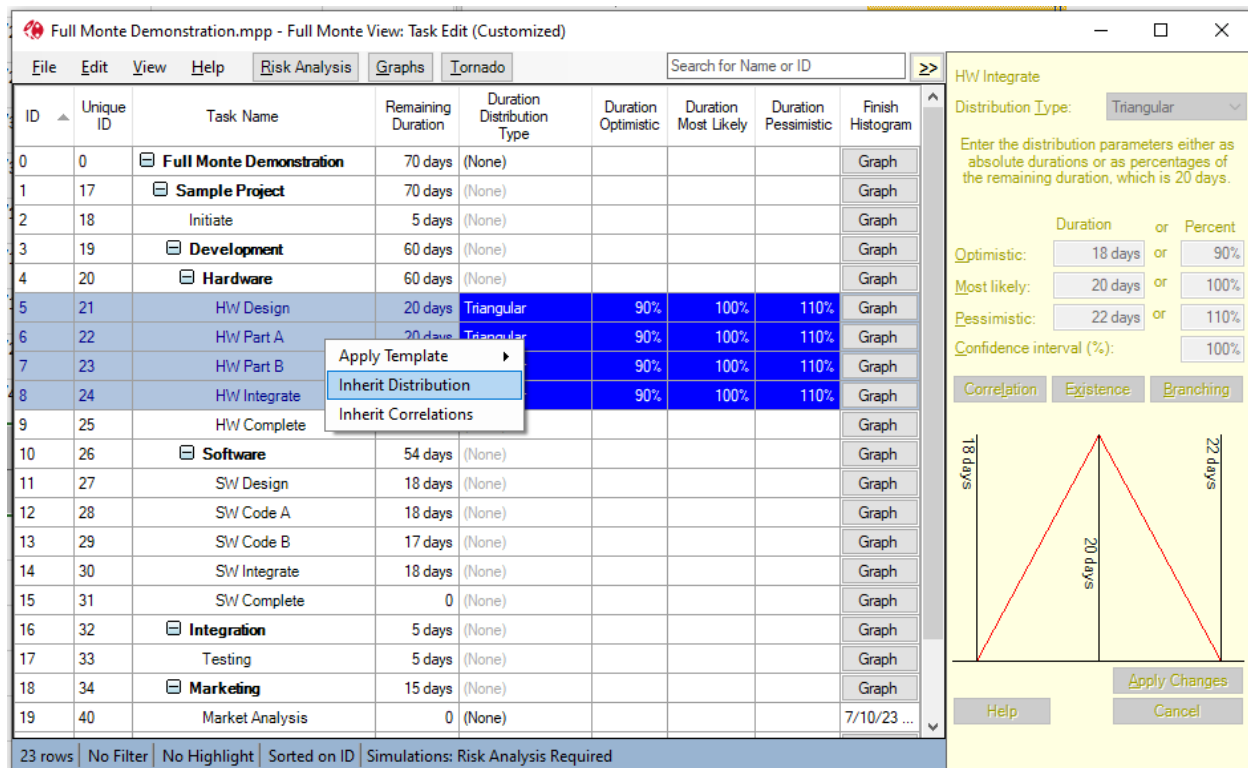 Full Monte Demonstration.mpp - Full Monte View: Task Edit (Customized)
File Edit View Help Risk Analysis Graphs Tornado Search for Name or ID >>
ID Unique ID Task Name Remaining Duration Duration Distribution Type Duration Optimistic Duration Most Likely Duration Pessimistic Finish Histogram
0 0 Full Monte Demonstration 70 days (None) Graph
1 17 Sample Project 70 days (None) Graph
2 18 Initiate 5 days (None) Graph
3 19 Development 60 days (None) Graph
4 20 Hardware 60 days (None) Graph
5 21 HW Design 20 days Triangular 90% 100% 110% Graph
6 22 HW Part A 20 days Triangular 90% 100% 110% Graph
7 23 HW Part B 90% 100% 110% Graph
8 24 HW Integrate 90% 100% 110% Graph
9 25 HW Complete Graph
10 26 Software 54 days (None) Graph
11 27 SW Design 18 days (None) Graph
12 28 SW Code A 18 days (None) Graph
13 29 SW Code B 17 days (None) Graph
14 30 SW Integrate 18 days (None) Graph
15 31 SW Complete 0 (None) Graph
16 32 Integration 5 days (None) Graph
17 33 Testing 5 days (None) Graph
18 34 Marketing 15 days (None) Graph
19 40 Market Analysis 0 (None) 7/10/23 ...
Apply Template
Inherit Distribution
Inherit Correlations
23 rows No Filter No Highlight Sorted on ID Simulations: Risk Analysis Required
HW Integrate
Distribution Type: Triangular
Enter the distribution parameters either as
absolute durations or as percentages of
the remaining duration, which is 20 days.
Duration or Percent
Optimistic: 18 days or 90%
Most likely: 20 days or 100%
Pessimistic: 22 days or 110%
Confidence interval (%): 100%
Correlation Existence Branching
18 days
20 days
22 days
Apply Changes
Help Cancel